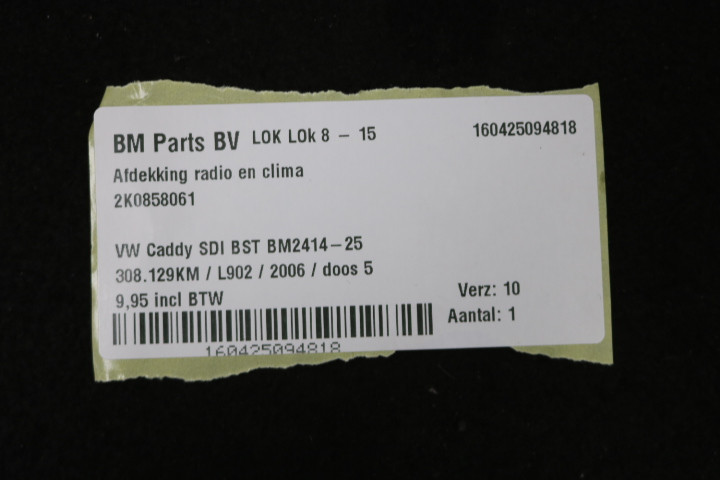 BM Parts BV LOK LOk 8 – 15 160425094818
Afdekking radio en clima
2K0858061
VW Caddy SDI BST BM2414-25
308.129KM / L902 / 2006 / doos 5
9,95 incl BTW
Verz: 10
Aantal: 1
160425094818